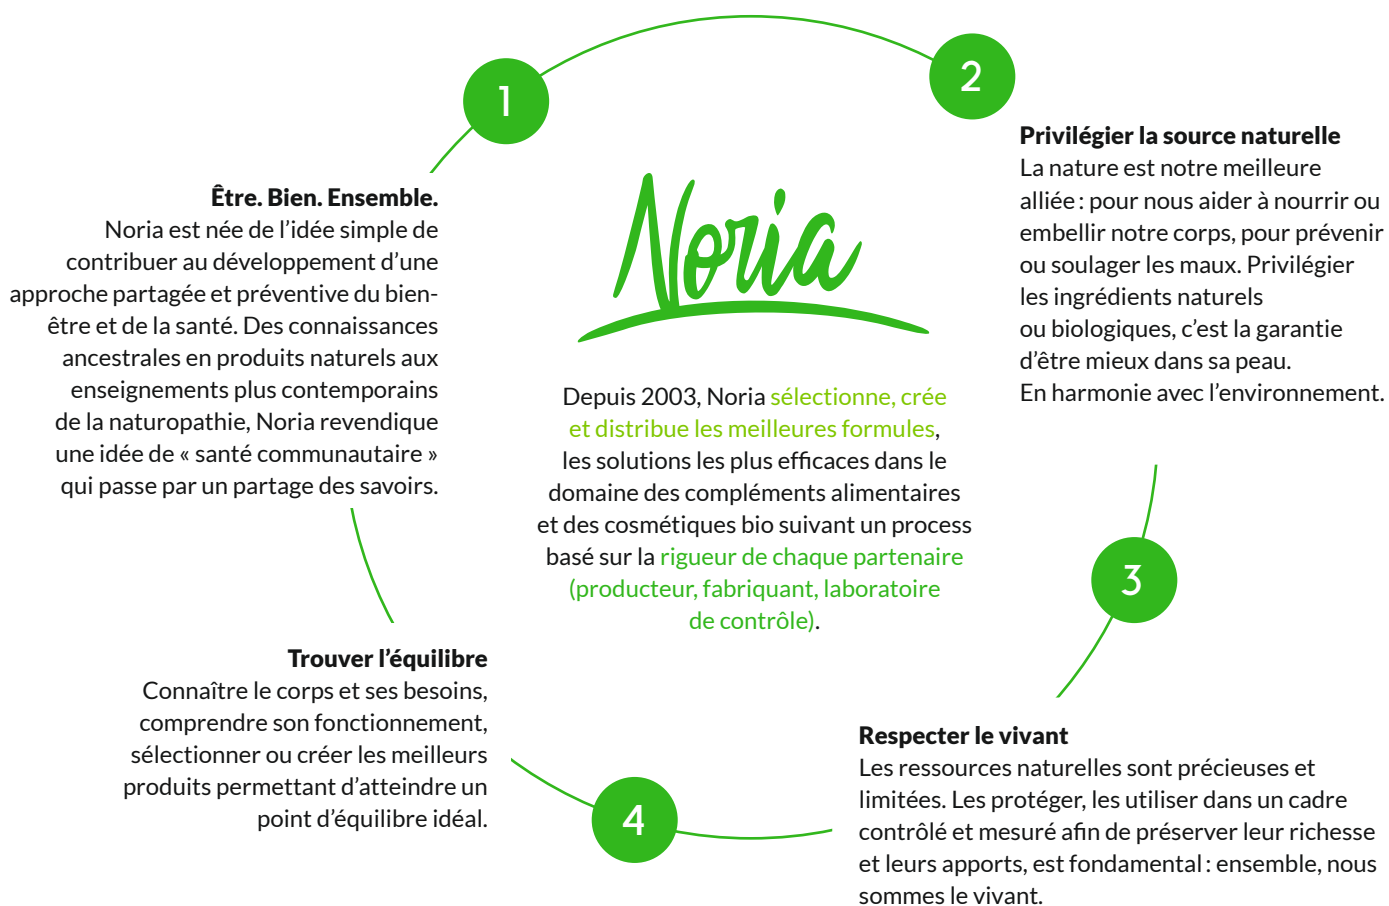 1
Être. Bien. Ensemble.
Noria est née de l’idée simple de
contribuer au développement d’une
approche partagée et préventive du bien-
être et de la santé. Des connaissances
ancestrales en produits naturels aux
enseignements plus contemporains
de la naturopathie, Noria revendique
une idée de « santé communautaire »
qui passe par un partage des savoirs.
2
Privilégier la source naturelle
La nature est notre meilleure
alliée : pour nous aider à nourrir ou
embellir notre corps, pour prévenir
ou soulager les maux. Privilégier
les ingrédients naturels
ou biologiques, c’est la garantie
d’être mieux dans sa peau.
En harmonie avec l’environnement.
Noria
Depuis 2003, Noria sélectionne, crée
et distribue les meilleures formules,
les solutions les plus efficaces dans le
domaine des compléments alimentaires
et des cosmétiques bio suivant un process
basé sur la rigueur de chaque partenaire
(producteur, fabriquant, laboratoire
de contrôle).
3
Respecter le vivant
Les ressources naturelles sont précieuses et
limitées. Les protéger, les utiliser dans un cadre
contrôlé et mesuré afin de préserver leur richesse
et leurs apports, est fondamental : ensemble, nous
sommes le vivant.
4
Trouver l’équilibre
Connaître le corps et ses besoins,
comprendre son fonctionnement,
sélectionner ou créer les meilleurs
produits permettant d’atteindre un
point d’équilibre idéal.